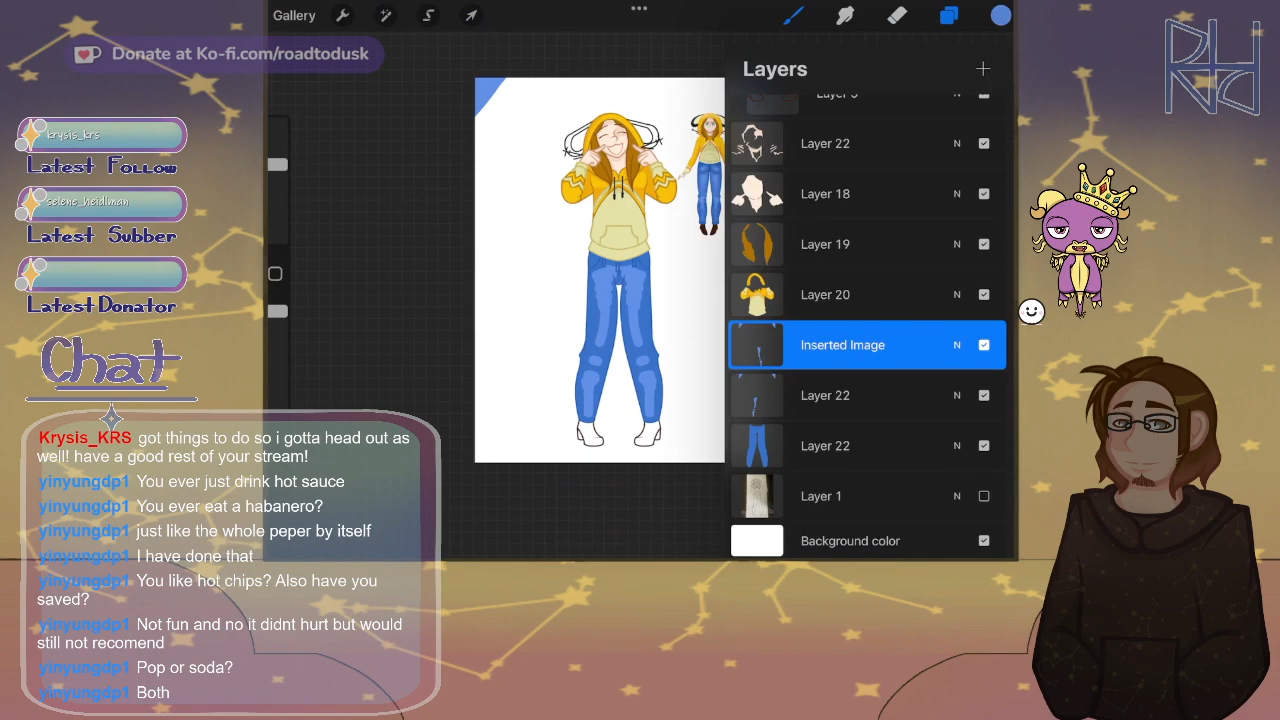 Gallery
Donate at Ko-fi.com/roadtodusk
Layers
krysis_krs
Latest Follow
selene_heidlman
Latest Subber
Latest Donator
Chat
Krysis_KRS got things to do so i gotta head out as
well! have a good rest of your stream!
yinyungdp1 You ever just drink hot sauce
yinyungdp1 You ever eat a habanero?
yinyungdp1 just like the whole peper by itself
yinyungdp1 I have done that
yinyungdp1 You like hot chips? Also have you
saved?
yinyungdp1 Not fun and no it didnt hurt but would
still not recomend
yinyungdp1 Pop or soda?
yinyungdp1 Both
Layer 22 N
Layer 18 N
Layer 19 N
Layer 20 N
Inserted Image N
Layer 22 N
Layer 22 N
Layer 1 N
Background color